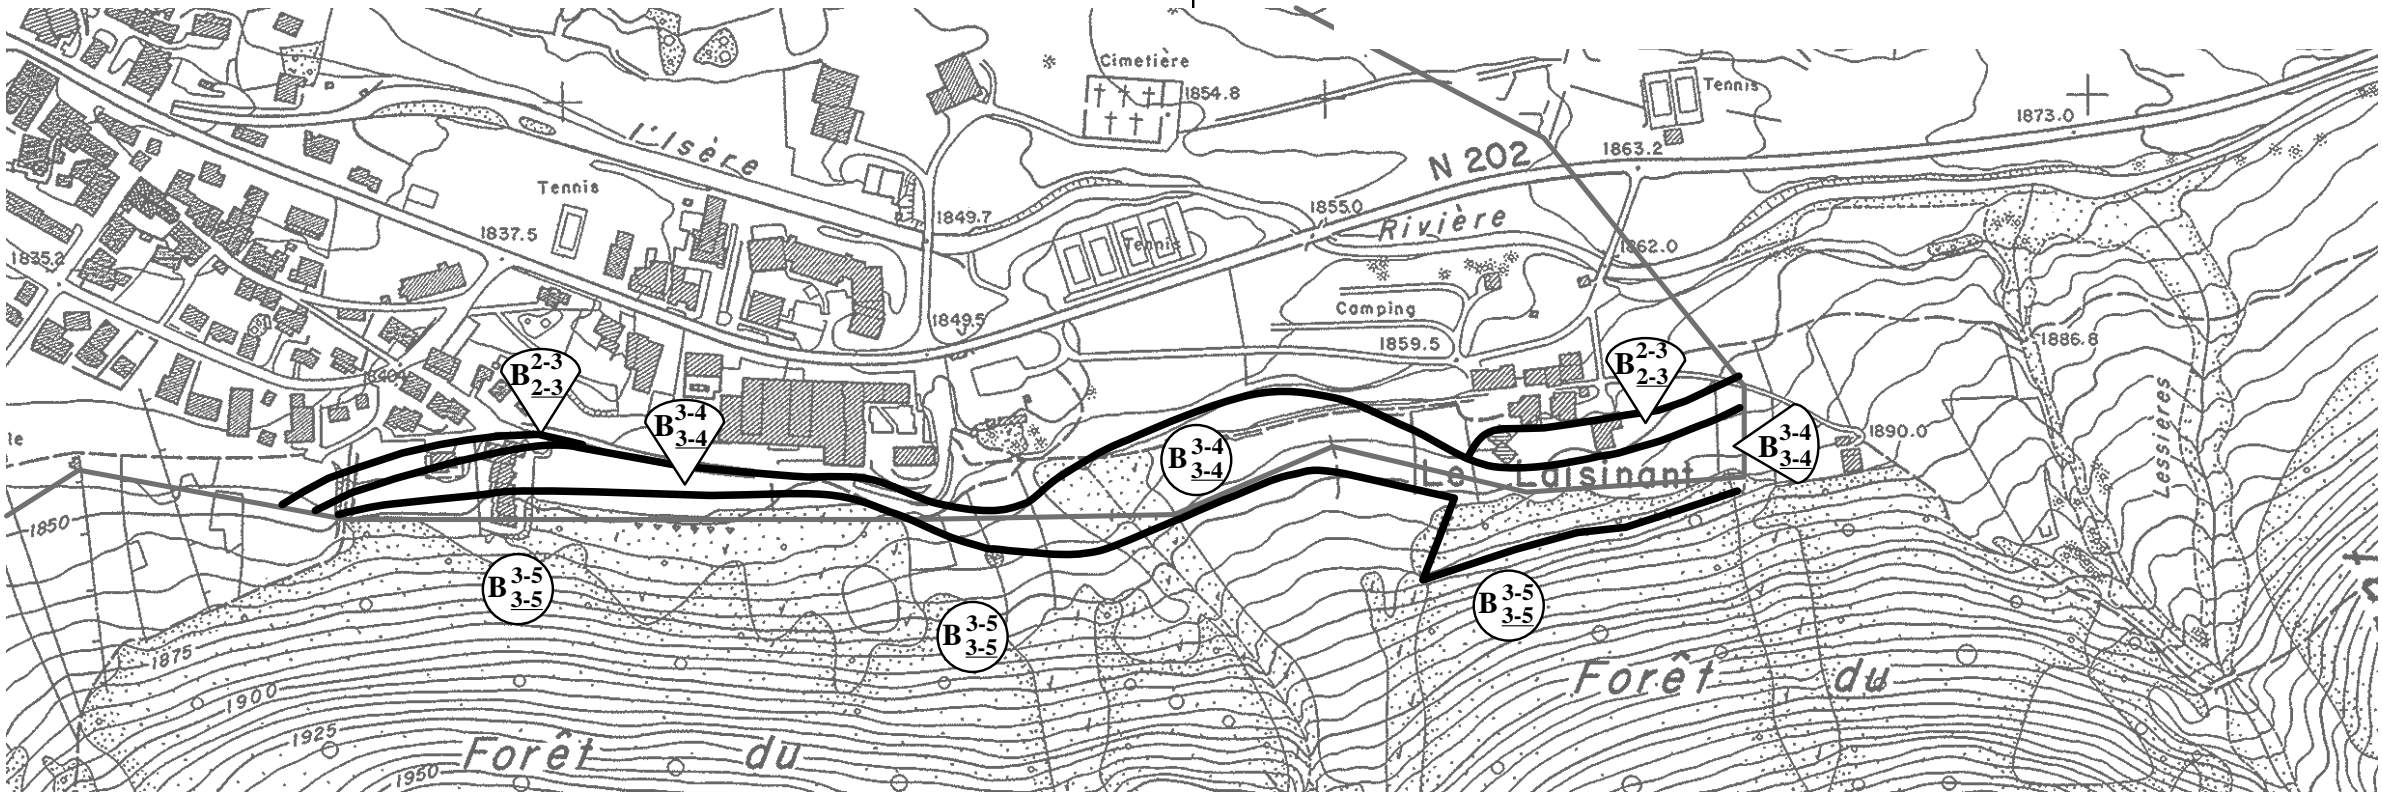 Cimetière
1854.8
Tennis
1873.0
L'Isère
N 202
1863.2
Tennis
1849.7
1855.0
Rivière
1837.5
Tennis
1862.0
1835.2
Camping
1849.5
1859.5
1886.8
B 2-3
2-3
B 2-3
2-3
B 3-4
3-4
Lessières
1890.0
B 3-4
3-4
B 3-4
3-4
le
Le Laisinant
1850
B 3-5
3-5
B 3-5
3-5
B 3-5
3-5
1875
1900
Forêt du
1925
Forêt du
1950